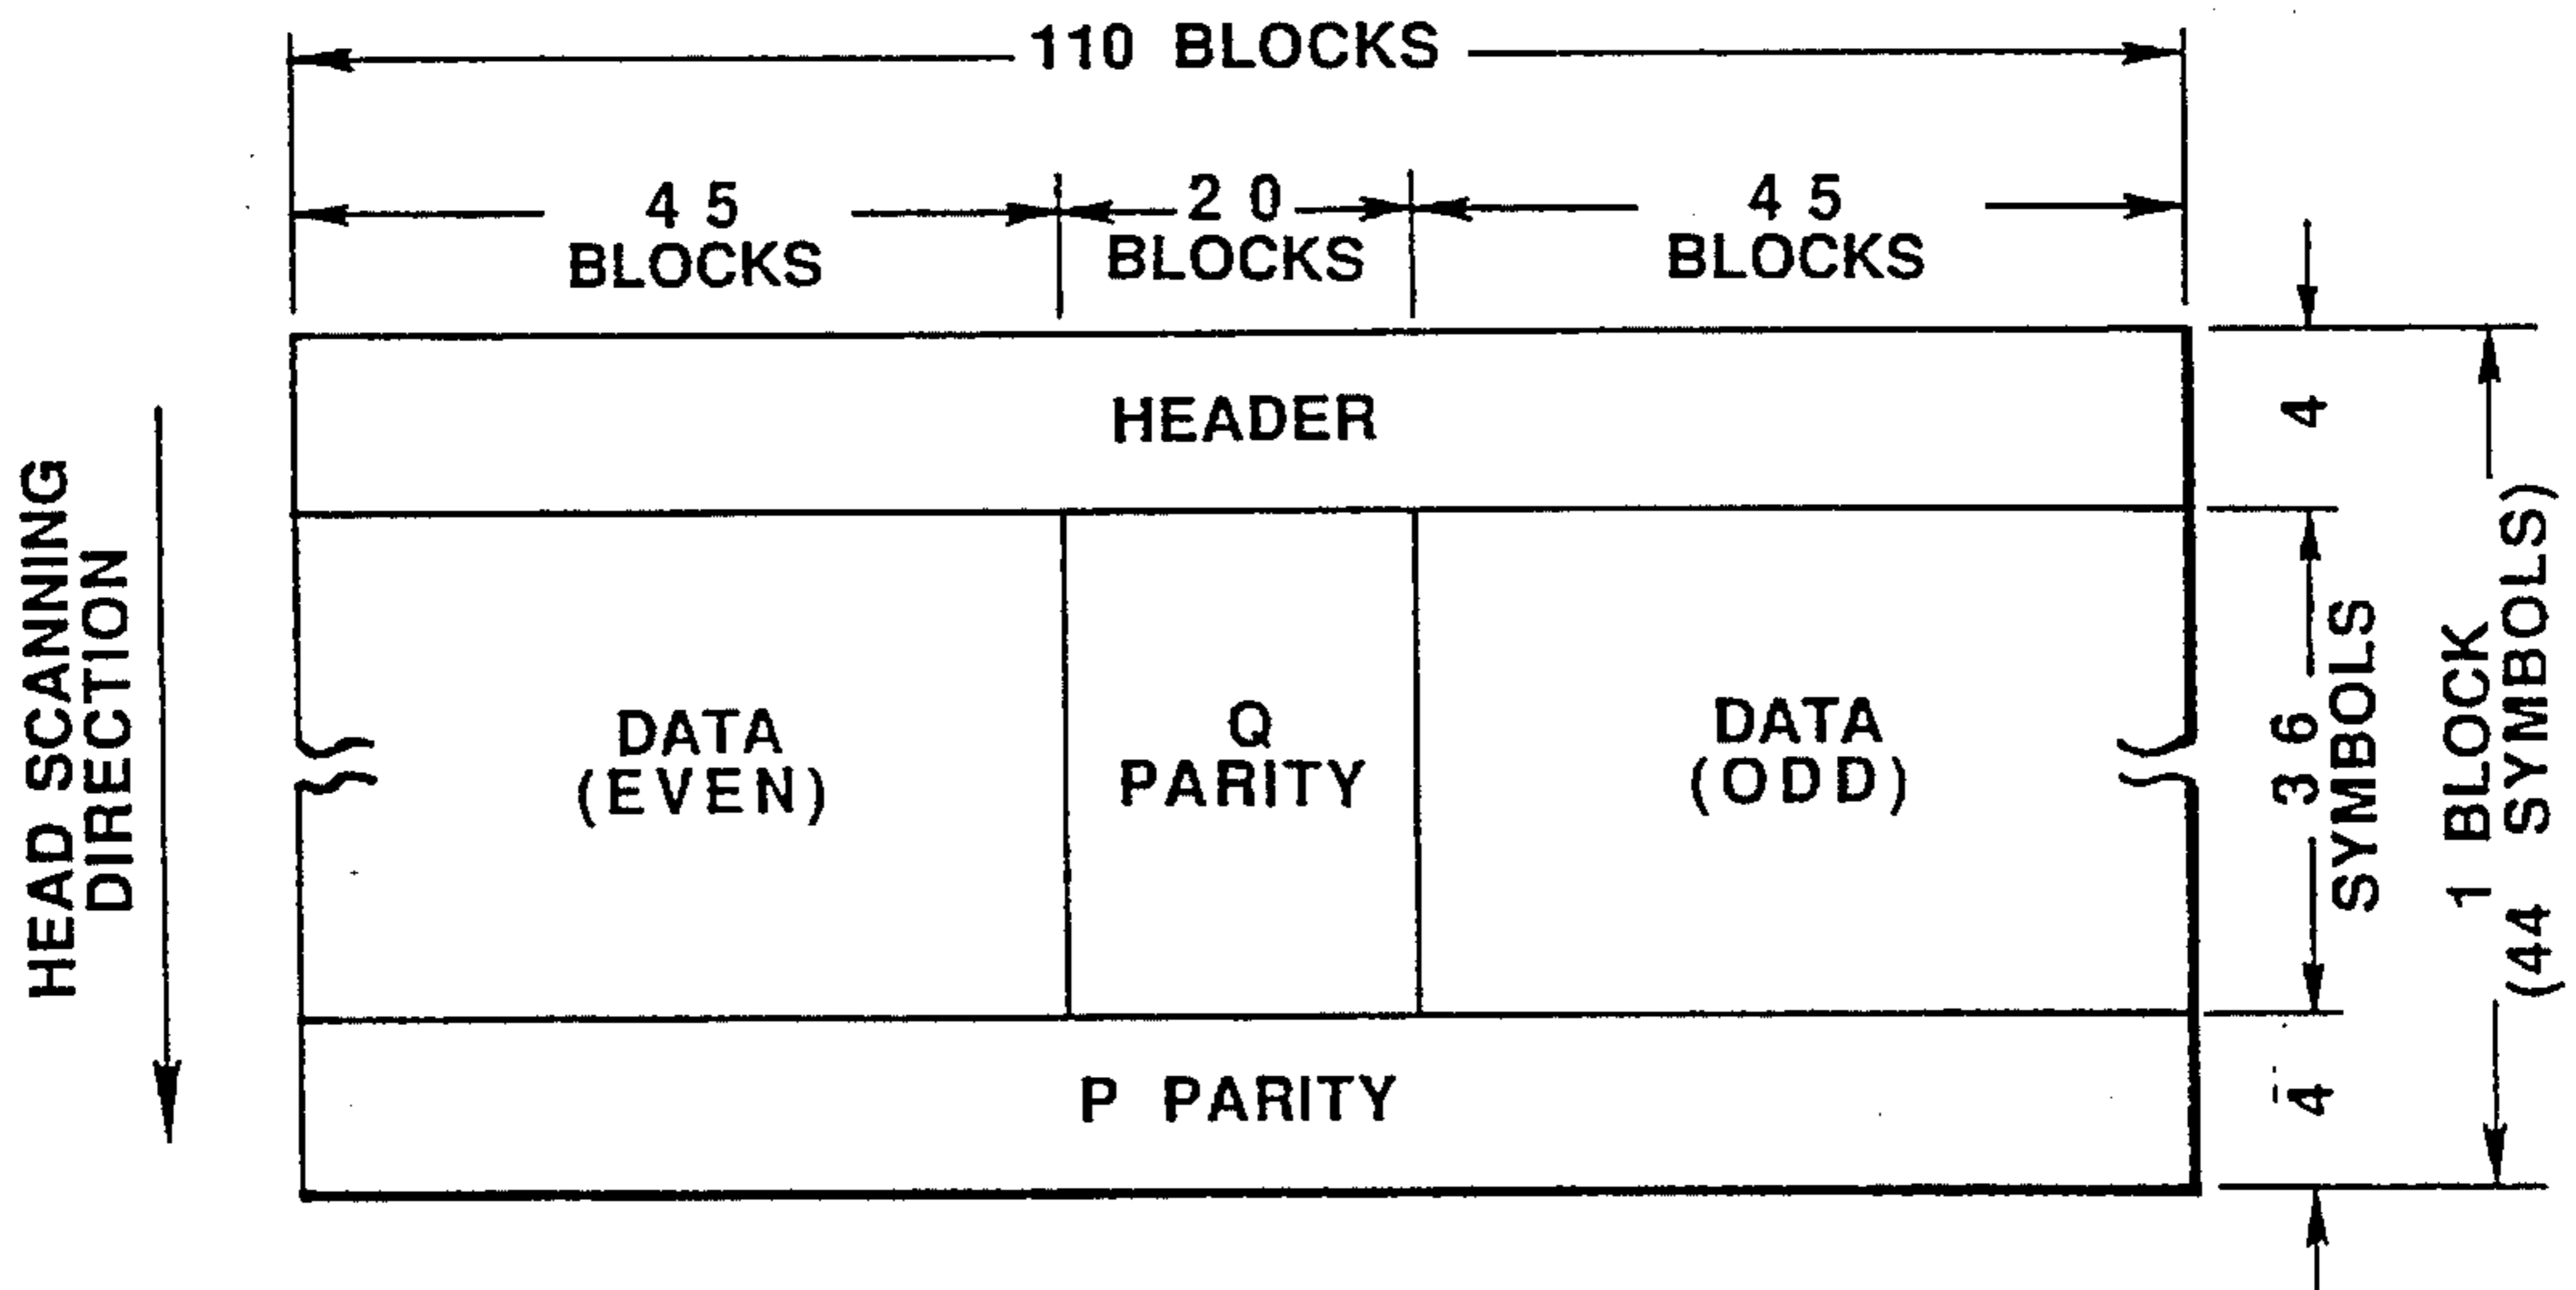 110 BLOCKS
45
BLOCKS
20
BLOCKS
45
BLOCKS
HEADER
4
HEAD SCANNING
DIRECTION
DATA
(EVEN)
Q
PARITY
DATA
(ODD)
36
SYMBOLS
1 BLOCK
(44 SYMBOLS)
P PARITY
4